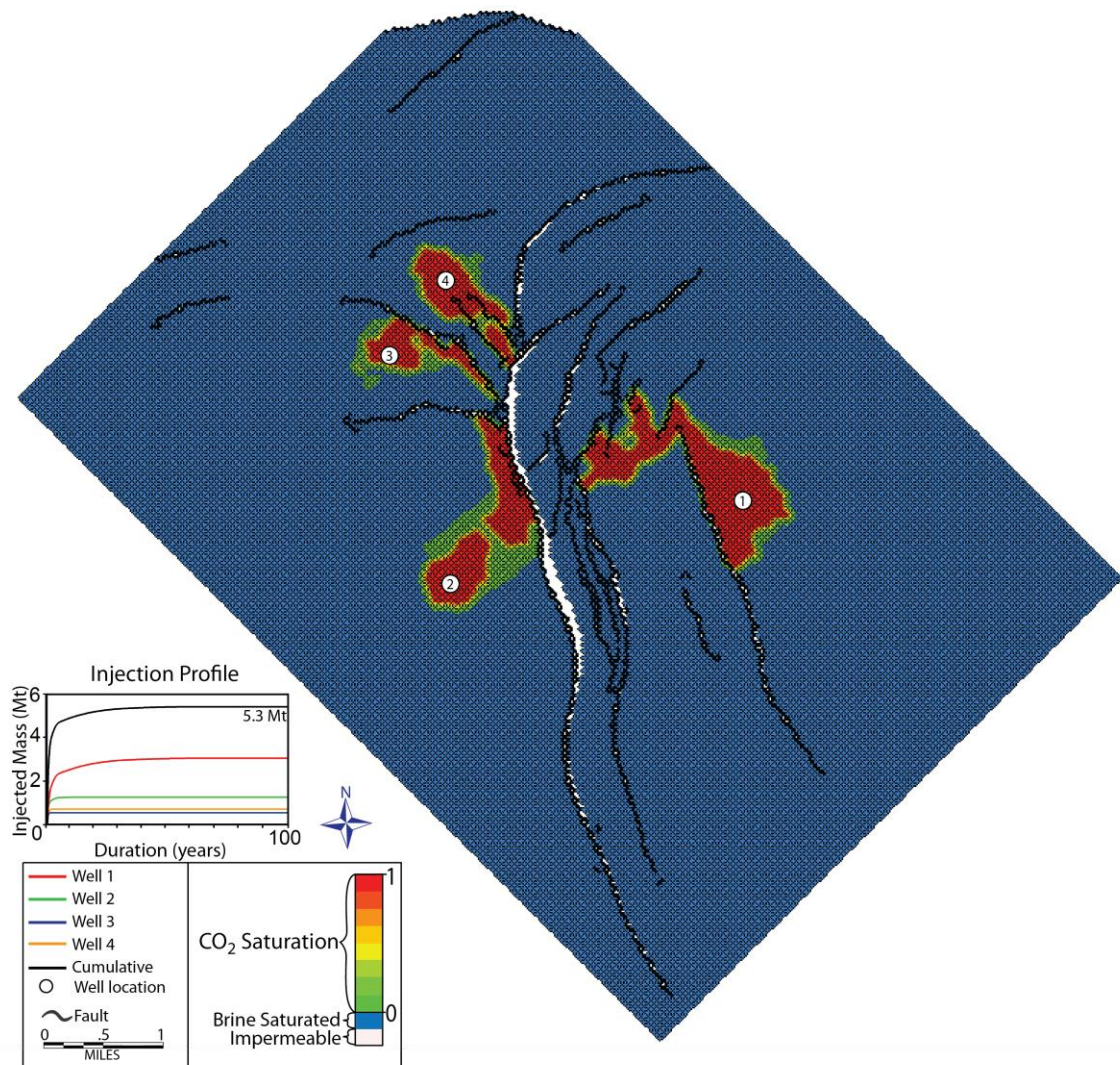 4
3
1
2
Injection Profile
Injected Mass (Mt)
6
4
2
0
5.3 Mt
100
Duration (years)
N
Well 1
Well 2
Well 3
Well 4
Cumulative
Well location
Fault
0 .5 1
MILES
CO₂ Saturation
1
0
Brine Saturated
Impermeable